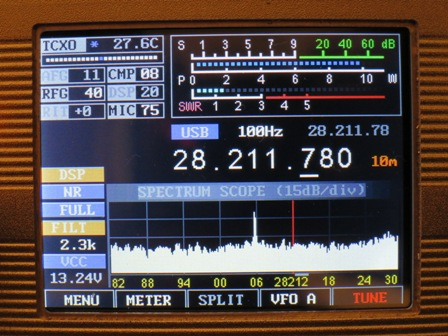 TCXO * 27.6C
AFG 11 CMP 08
RFG 40 DSP 20
RIT +0 MIC 75
S 1 3 5 7 9 20 40 60 dB
P 0 2 4 6 8 10 W
SWR 1 2 3 4 5
USB 100Hz 28.211.78
28.211.780 10m
DSP
NR
FULL
FILT
2.3k
VCC
13.24V
SPECTRUM SCOPE (15dB/div)
82 88 94 00 06 28212 18 24 30
MENU METER SPLIT VFO A TUNE